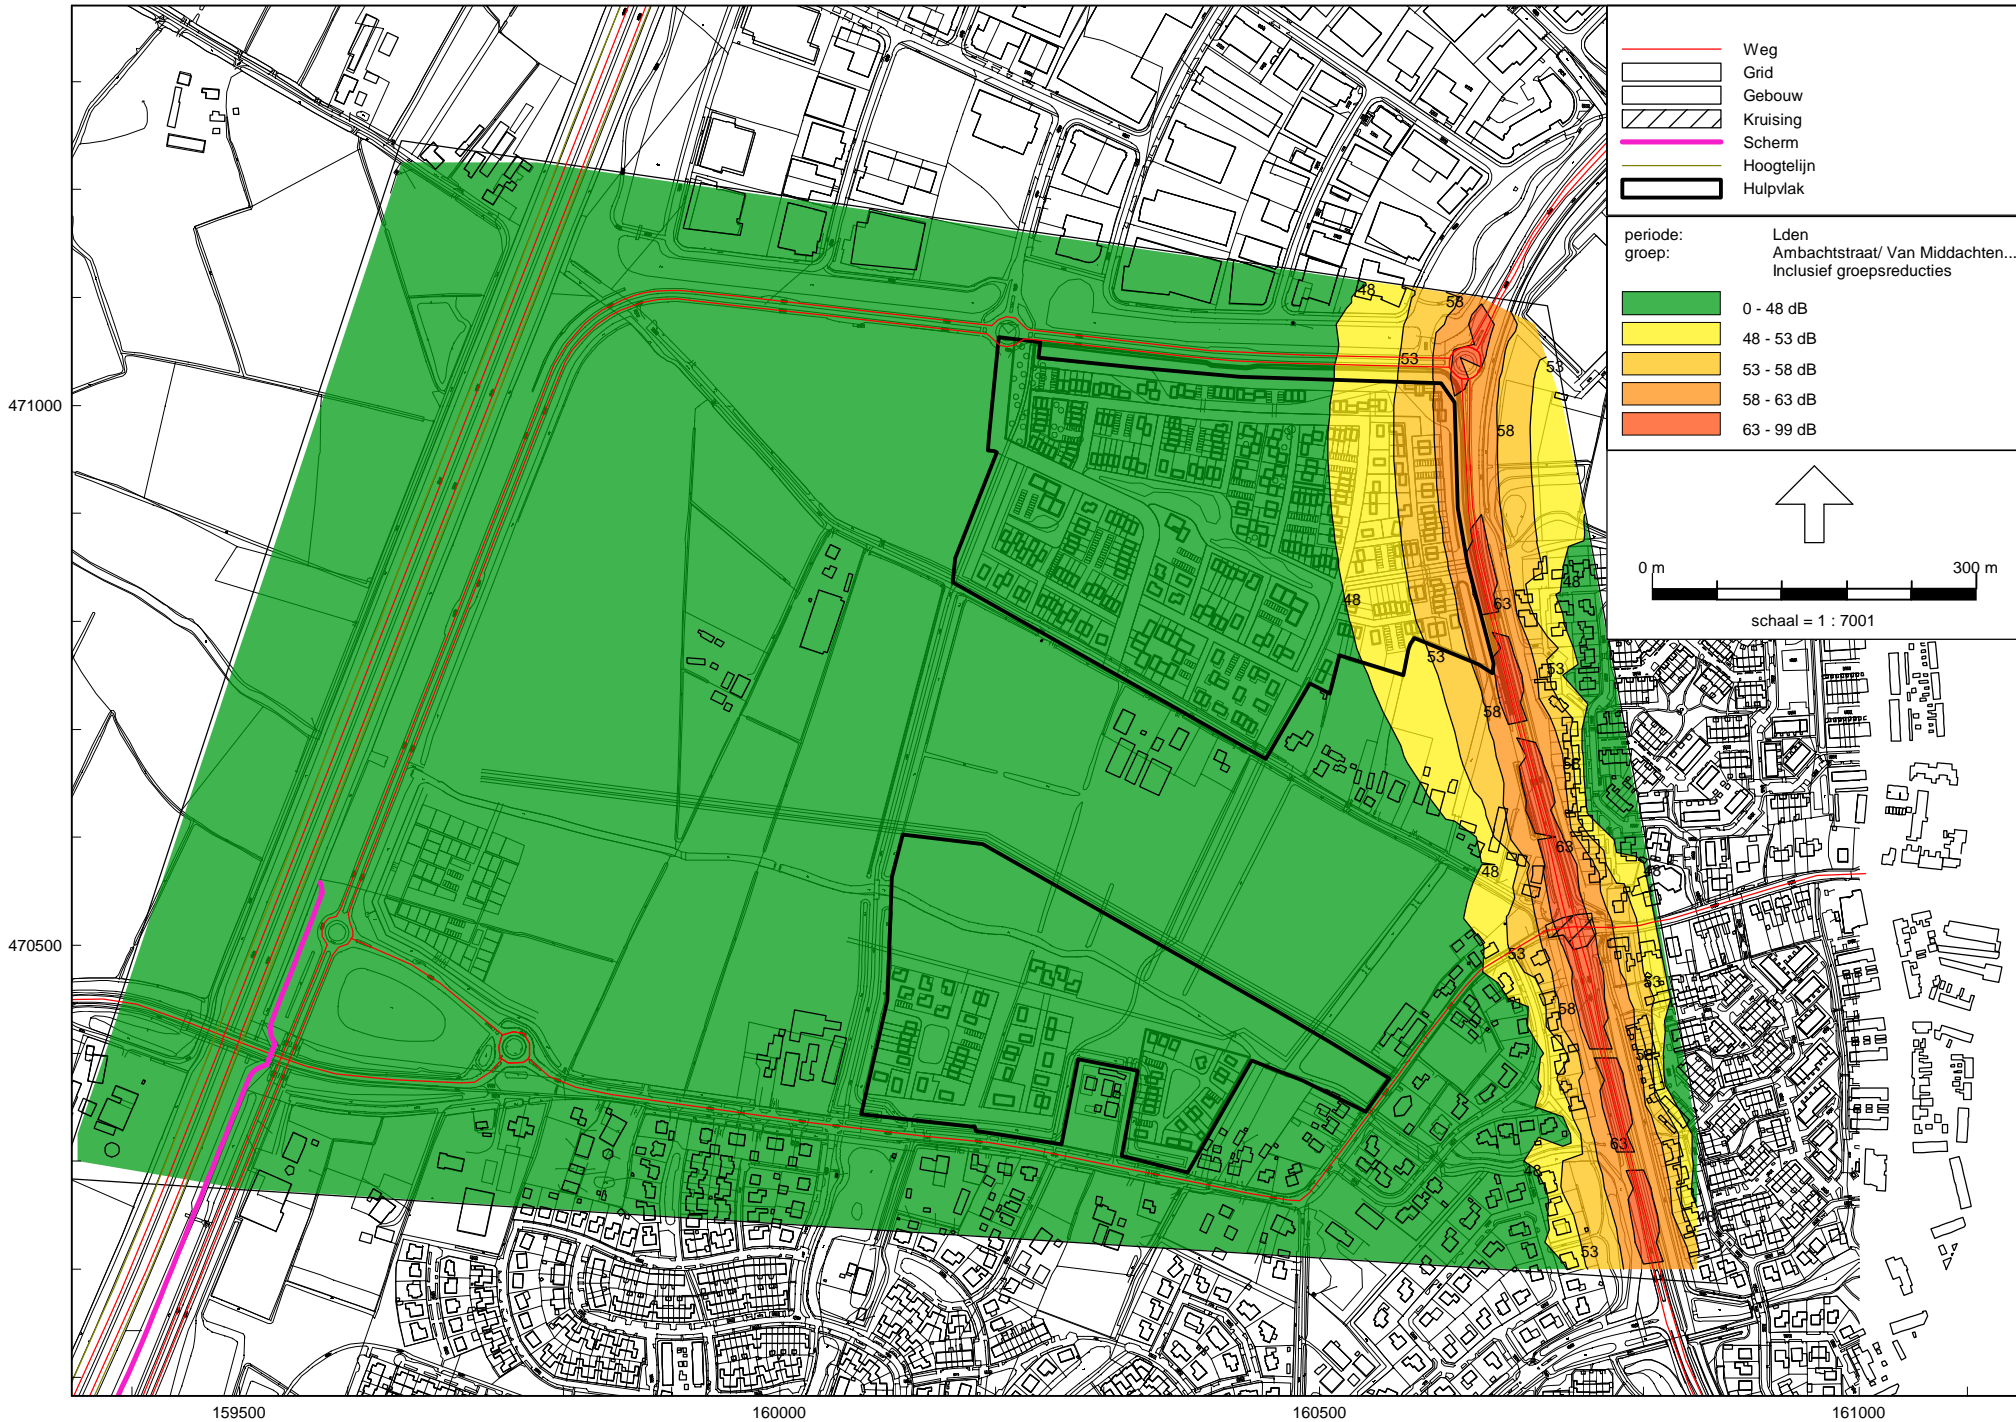 Weg
Grid
Gebouw
Kruising
Scherm
Hoogtelijn
Hulpvlak
periode: Lden
groep: Ambachtstraat/ Van Middachten...
Inclusief groepsreducties
0 - 48 dB
48 - 53 dB
53 - 58 dB
58 - 63 dB
63 - 99 dB
0 m 300 m
schaal = 1 : 7001
48
58
53
53
58
471000
48
48
63
53
53
58
58
63
48
48
470500
53
53
58
58
63
48
53
159500
160000
160500
161000